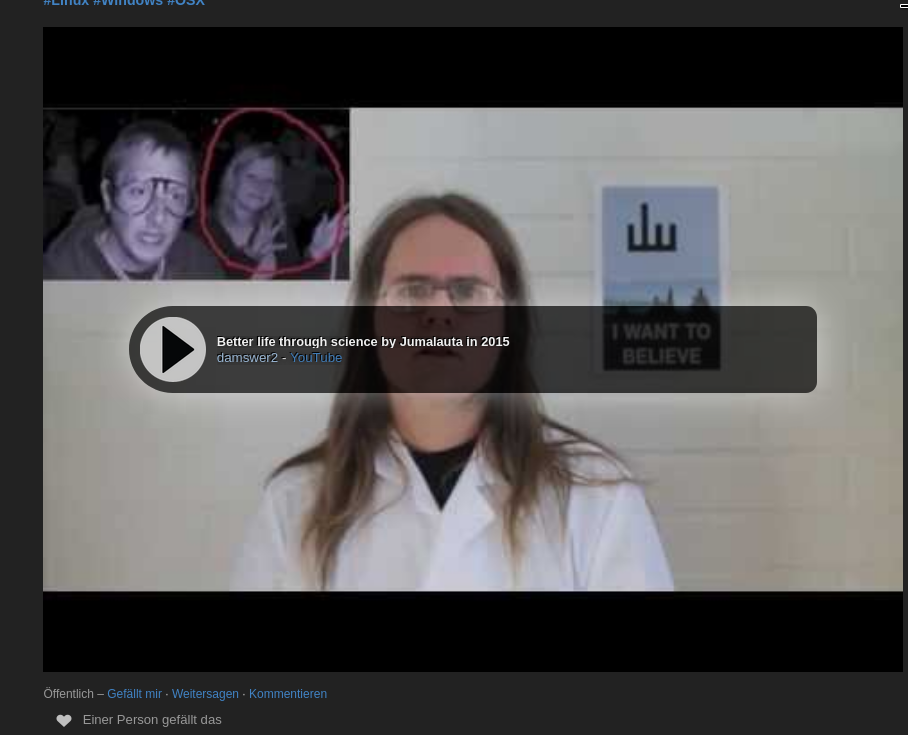 #Linux #Windows #OSX
I WANT TO
BELIEVE
Better life through science by Jumalauta in 2015
damswer2 - YouTube
Öffentlich – Gefällt mir · Weitersagen · Kommentieren
Einer Person gefällt das